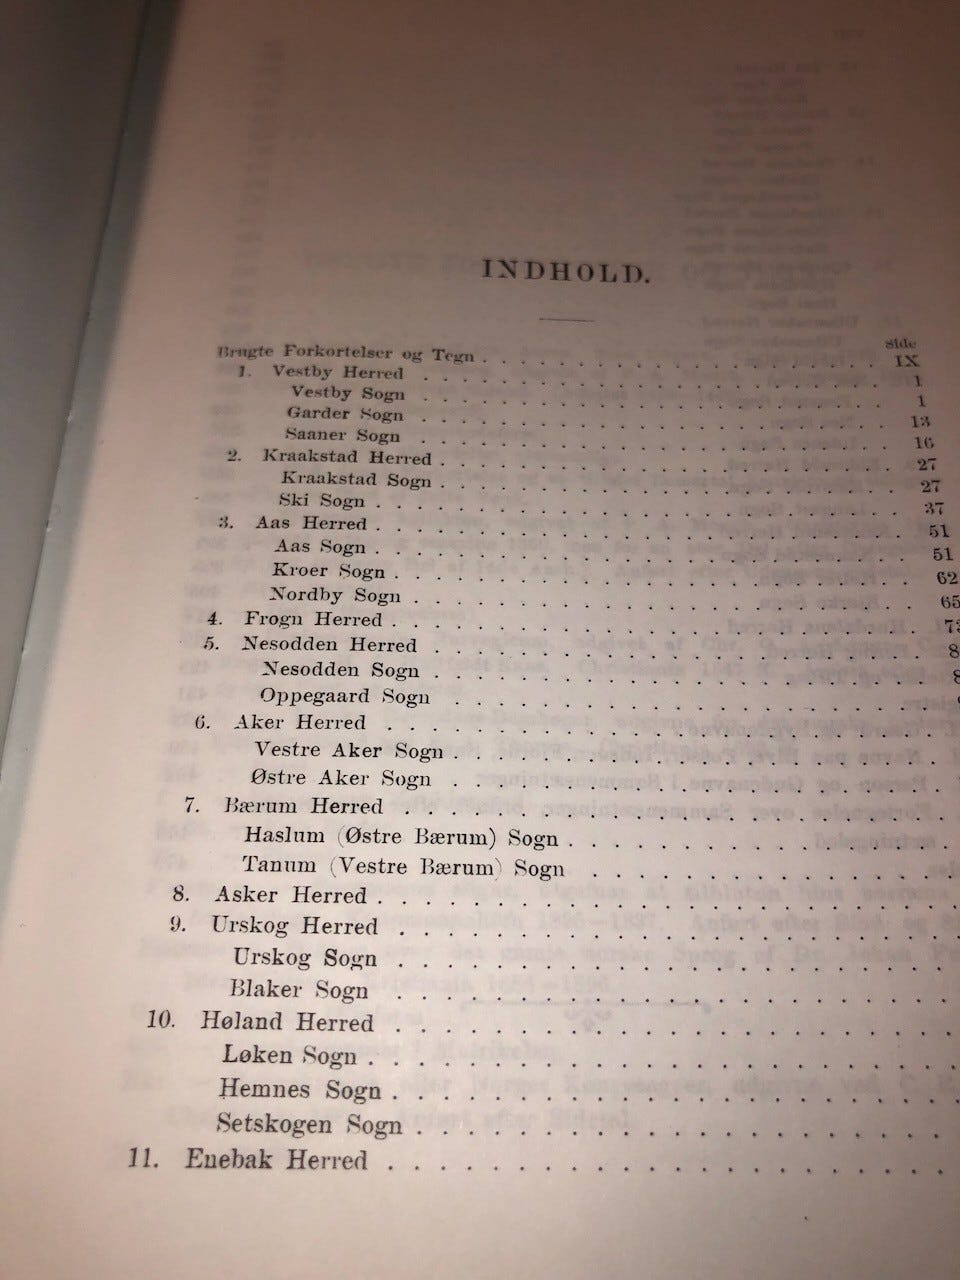 INDHOLD.
Side
Brugte Forkortelser og Tegn . . . . . . . . . . . . . . . . . IX
1. Vestby Herred . . . . . . . . . . . . . . . . . . . 1
Vestby Sogn . . . . . . . . . . . . . . . . . . . 1
Garder Sogn . . . . . . . . . . . . . . . . . . . 13
Saaner Sogn . . . . . . . . . . . . . . . . . . . 16
2. Kraakstad Herred . . . . . . . . . . . . . . . . . . 27
Kraakstad Sogn . . . . . . . . . . . . . . . . . . 27
Ski Sogn . . . . . . . . . . . . . . . . . . . . 37
3. Aas Herred . . . . . . . . . . . . . . . . . . . . 51
Aas Sogn . . . . . . . . . . . . . . . . . . . . 51
Kroer Sogn . . . . . . . . . . . . . . . . . . . 62
Nordby Sogn . . . . . . . . . . . . . . . . . . . 65
4. Frogn Herred . . . . . . . . . . . . . . . . . . .
5. Nesodden Herred . . . . . . . . . . . . . . . . . .
Nesodden Sogn . . . . . . . . . . . . . . . . . .
Oppegaard Sogn . . . . . . . . . . . . . . . . . .
6. Aker Herred . . . . . . . . . . . . . . . . . . .
Vestre Aker Sogn . . . . . . . . . . . . . . . . .
Østre Aker Sogn . . . . . . . . . . . . . . . . .
7. Bærum Herred . . . . . . . . . . . . . . . . . . .
Haslum (Østre Bærum) Sogn . . . . . . . . . . . . .
Tanum (Vestre Bærum) Sogn . . . . . . . . . . . .
8. Asker Herred . . . . . . . . . . . . . . . . . . .
9. Urskog Herred . . . . . . . . . . . . . . . . . .
Urskog Sogn . . . . . . . . . . . . . . . . . .
Blaker Sogn . . . . . . . . . . . . . . . . . .
10. Høland Herred . . . . . . . . . . . . . . . . . .
Løken Sogn . . . . . . . . . . . . . . . . . . .
Hemnes Sogn . . . . . . . . . . . . . . . . . .
Setskogen Sogn . . . . . . . . . . . . . . . . .
11. Enebak Herred . . . . . . . . . . . . . . . . . .